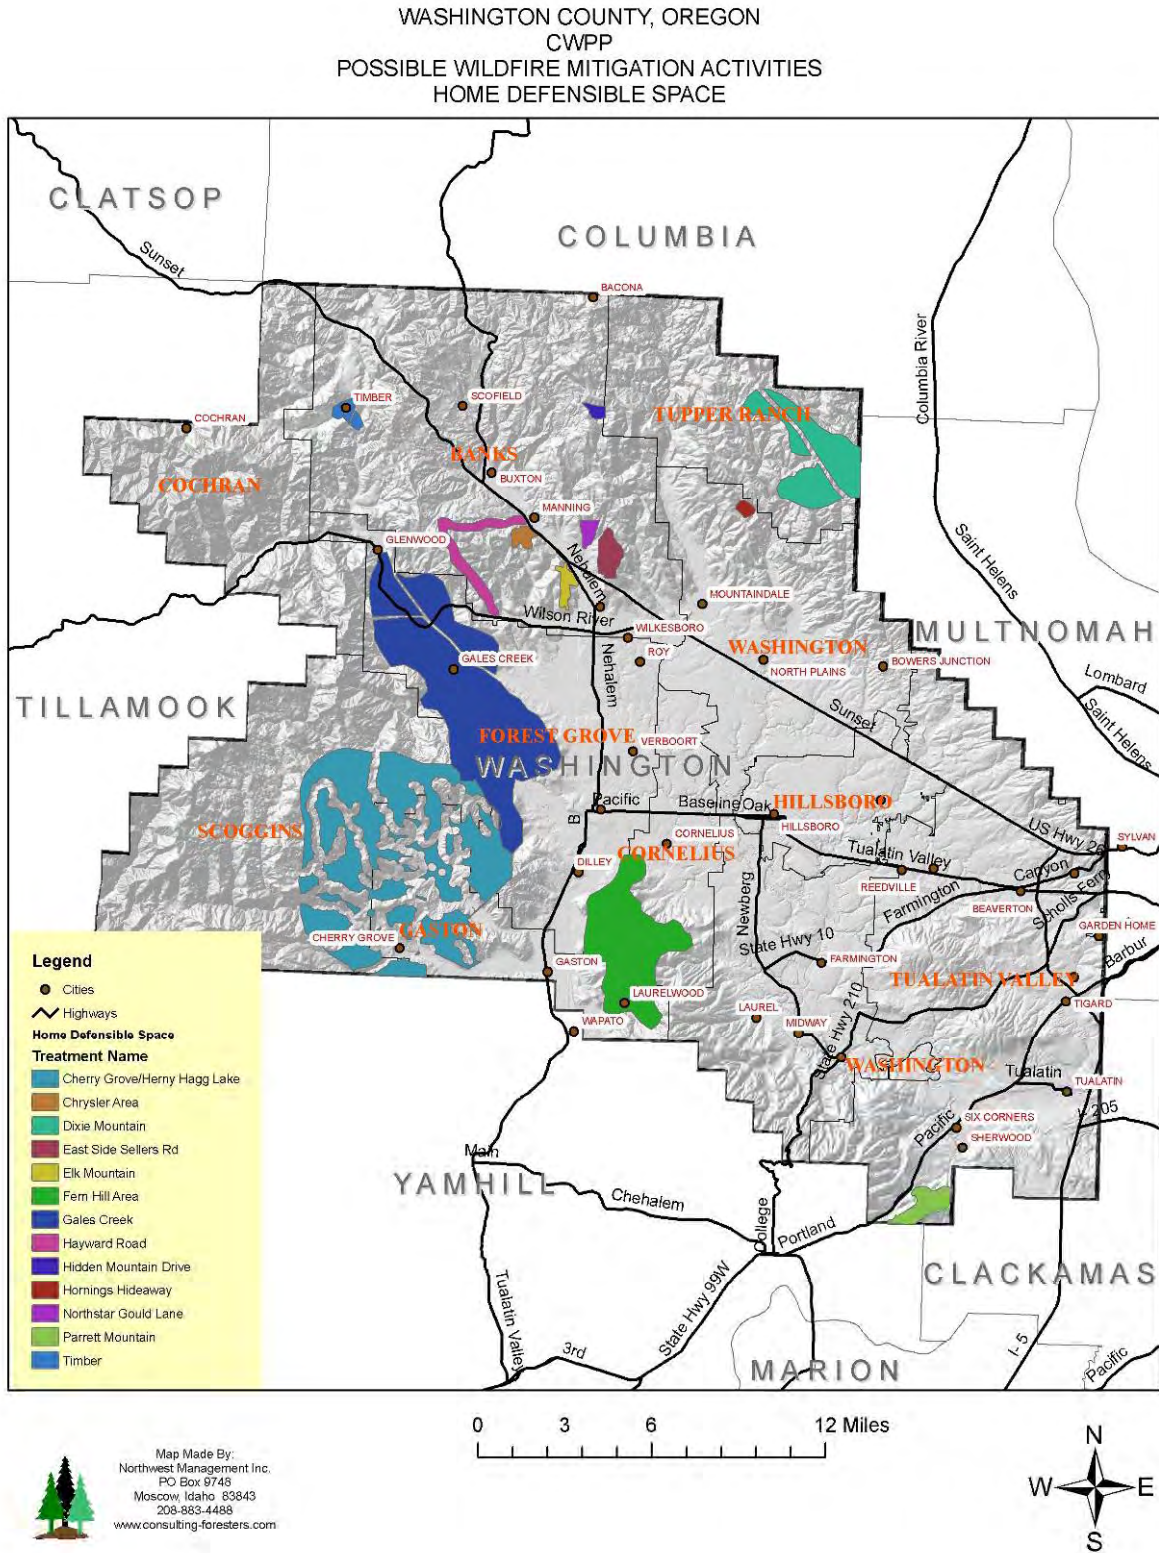 WASHINGTON COUNTY, OREGON
CWPP
POSSIBLE WILDFIRE MITIGATION ACTIVITIES
HOME DEFENSIBLE SPACE
CLATSOP
COLUMBIA
Sunset
BACONA
Columbia River
TIMBER
SCOFIELD
TUPPER RANCH
COCHRAN
BANKS
COCHRAN
BUXTON
MANNING
GLENWOOD
Nehalem
Saint Helens
MOUNTAINDALE
Wilson River
WILKESBORO
MULTNOMAH
WASHINGTON
ROY
GALES CREEK
NORTH PLAINS
BOWERS JUNCTION
Nehalem
Lombard
TILLAMOOK
Sunset
Saint Helens
FOREST GROVE
VERBOORT
WASHINGTON
Pacific
Baseline
Oak
HILLSBORO
B
HILLSBORO
SCOGGINS
CORNELIUS
US Hwy 26
SYLVAN
CORNELIUS
Tualatin Valley
DILLEY
Canyon
REEDVILLE
Farmington
BEAVERTON
Scholls Ferry
Newberg
GASTON
CHERRY GROVE
State Hwy 10
GARDEN HOME
Barbur
GASTON
FARMINGTON
TUALATIN VALLEY
LAURELWOOD
State Hwy 210
TIGARD
LAUREL
WAPATO
MIDWAY
WASHINGTON
Tualatin
TUALATIN
I- 205
Pacific
SIX CORNERS
SHERWOOD
Main
YAMHILL
Chehalem
College
Portland
CLACKAMAS
Tualatin Valley
State Hwy 99W
3rd
I- 5
MARION
Pacific
Legend
Cities
Highways
Home Defensible Space
Treatment Name
Cherry Grove/Herny Hagg Lake
Chrysler Area
Dixie Mountain
East Side Sellers Rd
Elk Mountain
Fern Hill Area
Gales Creek
Hayward Road
Hidden Mountain Drive
Hornings Hideaway
Northstar Gould Lane
Parrett Mountain
Timber
0 3 6 12 Miles
Map Made By:
Northwest Management Inc.
PO Box 9748
Moscow, Idaho 83843
208-883-4488
www.consulting-foresters.com
N
W E
S